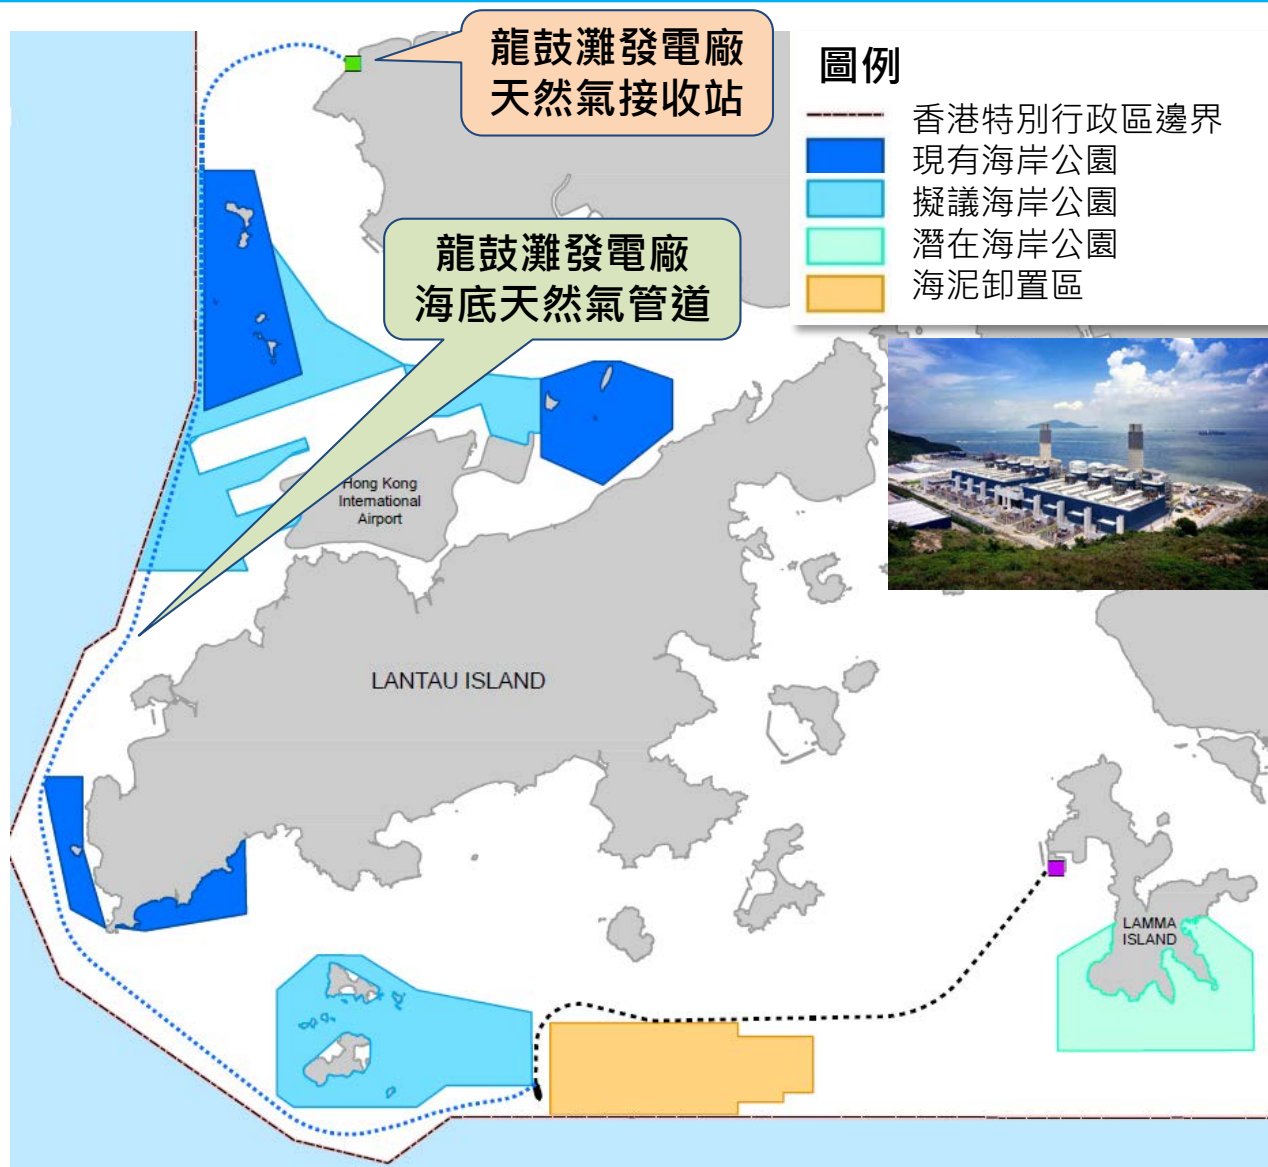 龍鼓灘發電廠
天然氣接收站
圖例
香港特別行政區邊界
現有海岸公園
擬議海岸公園
潛在海岸公園
海泥卸置區
龍鼓灘發電廠
海底天然氣管道
Hong Kong
International
Airport
LANTAU ISLAND
LAMMA
ISLAND